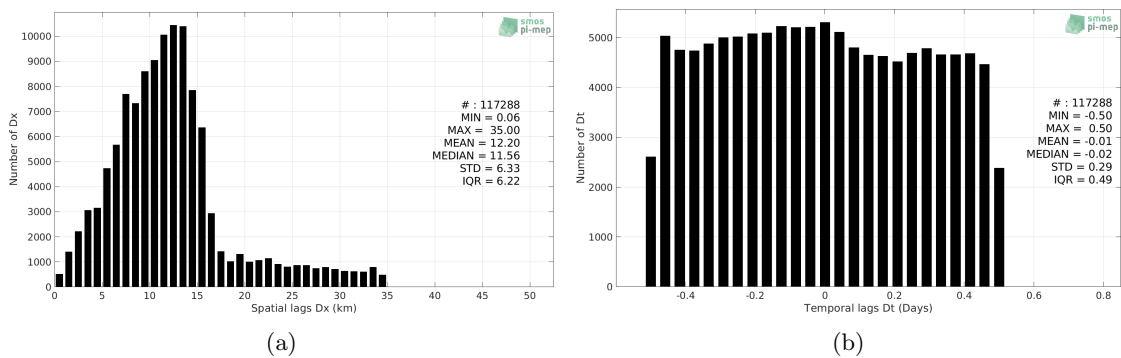 smos
pi-mep
10000
9000
8000
7000
6000
5000
4000
3000
2000
1000
0
Number of Dx
# : 117288
MIN = 0.06
MAX = 35.00
MEAN = 12.20
MEDIAN = 11.56
STD = 6.33
IQR = 6.22
0 5 10 15 20 25 30 35 40 45 50
Spatial lags Dx (km)
(a)
smos
pi-mep
5000
4000
3000
2000
1000
0
Number of Dt
# : 117288
MIN = -0.50
MAX = 0.50
MEAN = -0.01
MEDIAN = -0.02
STD = 0.29
IQR = 0.49
-0.4 -0.2 0 0.2 0.4 0.6 0.8
Temporal lags Dt (Days)
(b)